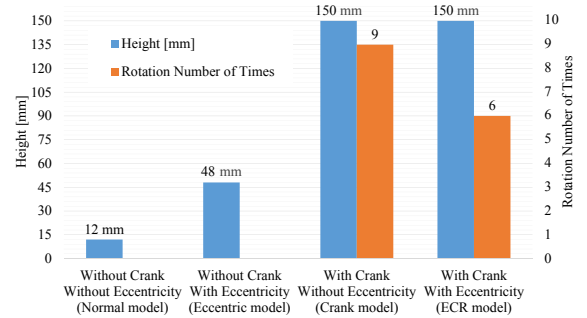 150 mm
150 mm
9
6
48 mm
12 mm
Height [mm]
Rotation Number of Times
Height [mm]
150
135
120
105
90
75
60
45
30
15
0
10
9
8
7
6
5
4
3
2
1
0
Rotation Number of Times
Without Crank
Without Eccentricity
(Normal model)
Without Crank
With Eccentricity
(Eccentric model)
With Crank
Without Eccentricity
(Crank model)
With Crank
With Eccentricity
(ECR model)